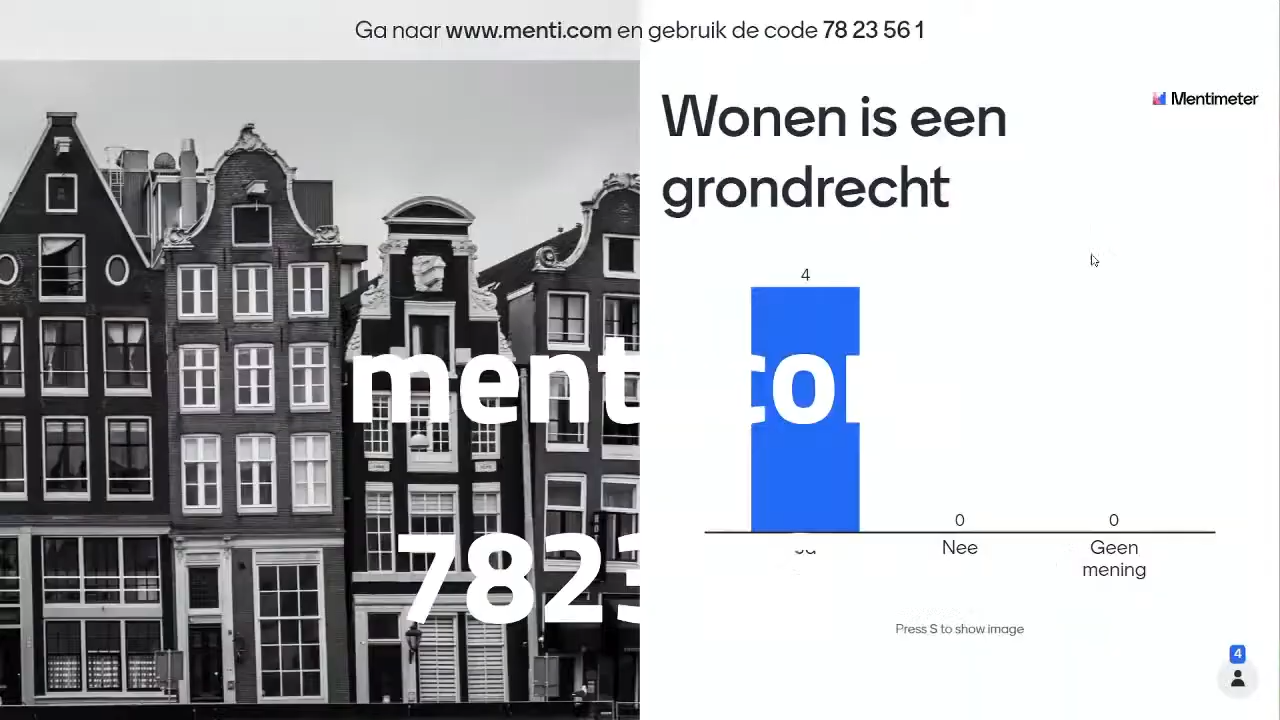 Ga naar www.menti.com en gebruik de code 78 23 56 1
Wonen is een
grondrecht
Mentimeter
4
0
0
Nee
Geen
mening
Press S to show image
4